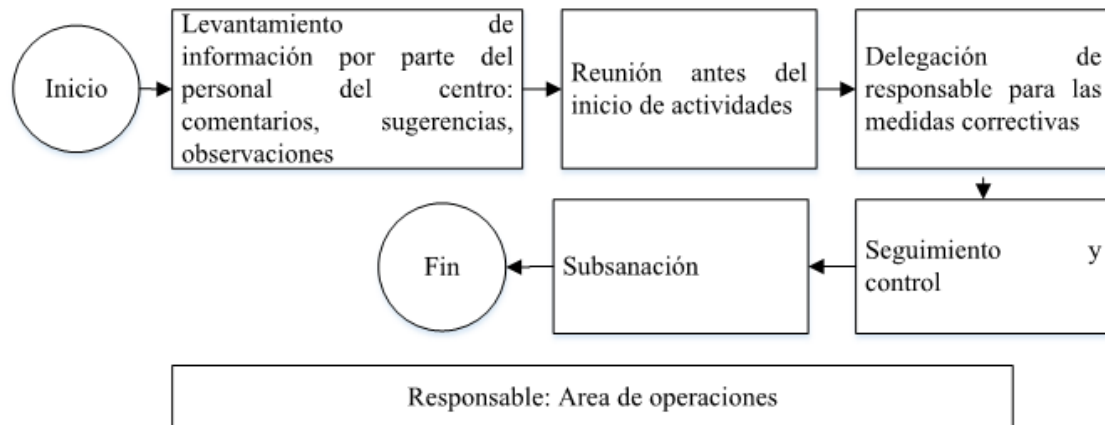 Inicio
Levantamiento de
información por parte del
personal del centro:
comentarios, sugerencias,
observaciones
Reunión antes del
inicio de actividades
Delegación de
responsable para las
medidas correctivas
Fin
Subsanación
Seguimiento y
control
Responsable: Area de operaciones